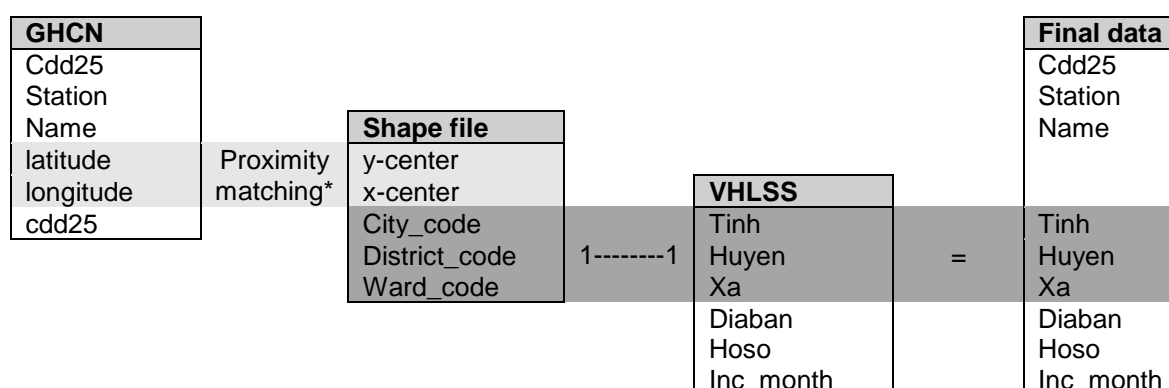 GHCN
Cdd25
Station
Name
latitude
longitude
cdd25
Proximity
matching*
Shape file
y-center
x-center
City_code
District_code
Ward_code
1--------1
VHLSS
Tinh
Huyen
Xa
Diaban
Hoso
Inc_month
=
Final data
Cdd25
Station
Name
Tinh
Huyen
Xa
Diaban
Hoso
Inc_month